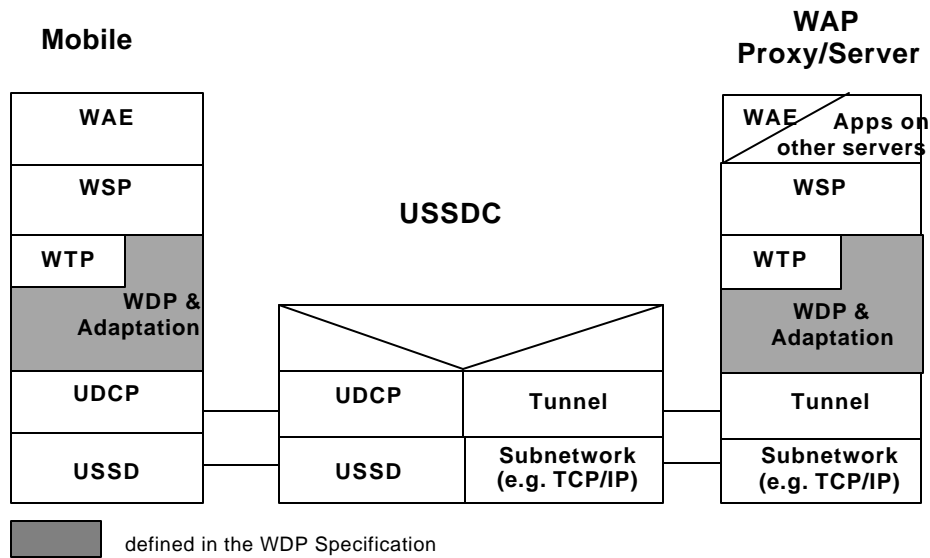 Mobile
WAP
Proxy/Server
WAE
WSP
WTP
WDP &
Adaptation
UDCP
USSD
USSDC
UDCP
Tunnel
USSD
Subnetwork
(e.g. TCP/IP)
WAE
Apps on
other servers
WSP
WTP
WDP &
Adaptation
Tunnel
Subnetwork
(e.g. TCP/IP)
defined in the WDP Specification